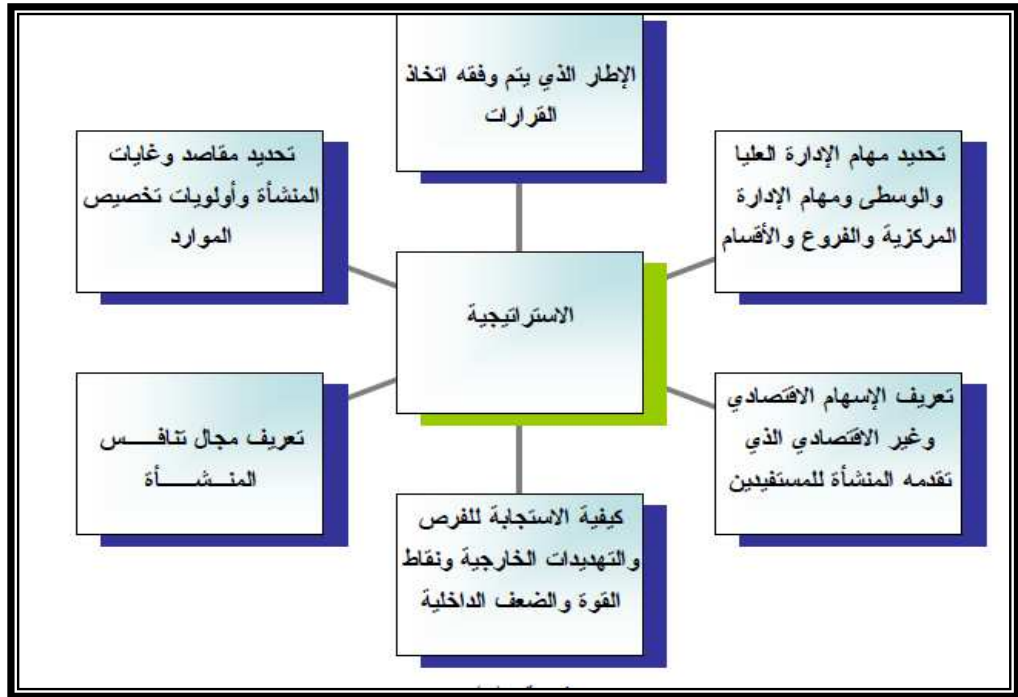 الإطار الذي يتم وفقه اتخاذ
القرارات
تحديد مهام الإدارة العليا
والوسطى ومهام الإدارة
المركزية والفروع والأقسام
تحديد مقاصد وغايات
المنشأة وأولويات تخصيص
الموارد
الاستراتيجية
تعريف الإسهام الاقتصادي
وغير الاقتصادي الذي
تقدمه المنشأة للمستفيدين
تعريف مجال تنافـــــس
المنــشـــــأة
كيفية الاستجابة للفرص
والتهديدات الخارجية ونقاط
القوة والضعف الداخلية